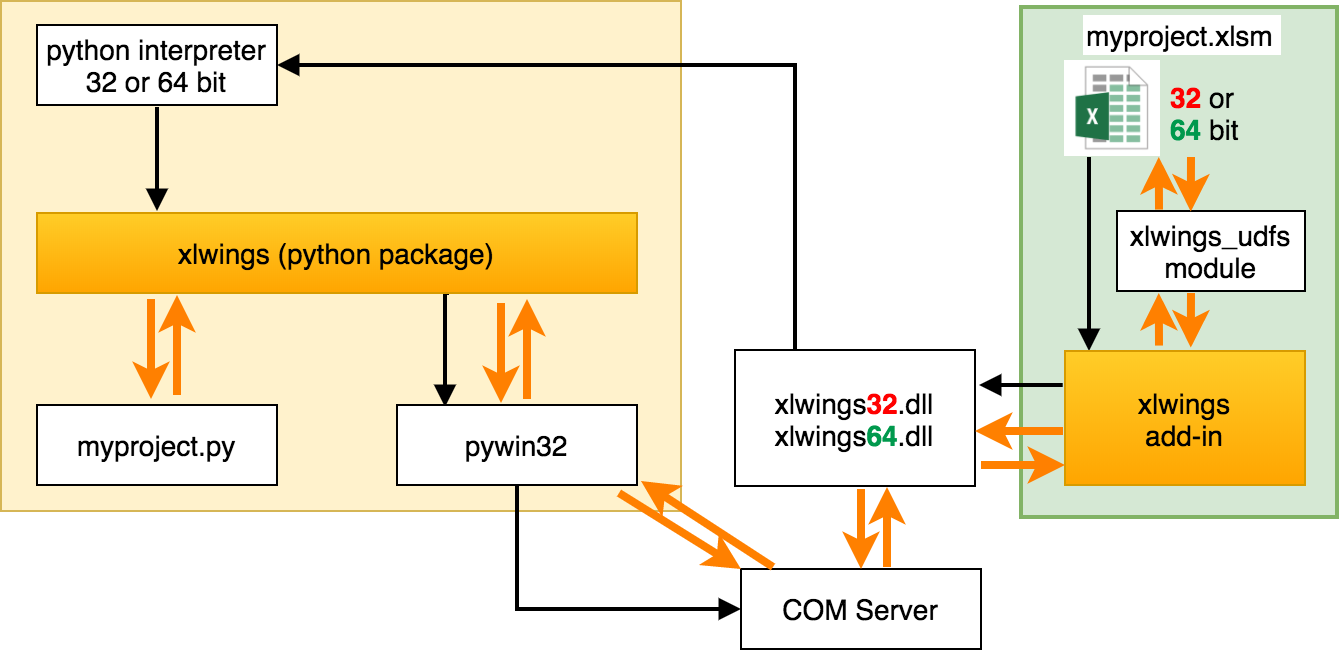 python interpreter
32 or 64 bit
xlwings (python package)
myproject.py
pywin32
xlwings32.dll
xlwings64.dll
COM Server
myproject.xlsm
X
32 or
64 bit
xlwings_udfs
module
xlwings
add-in